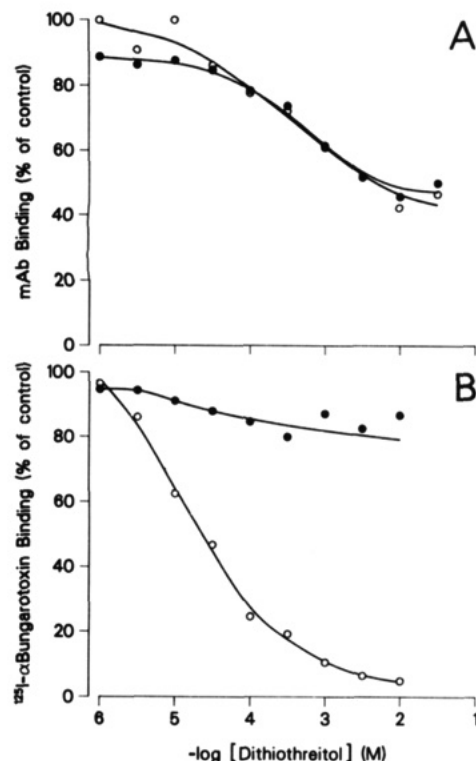 A
mAb Binding (% of control)
100
80
60
40
20
0
B
¹²⁵I-αBungarotoxin Binding (% of control)
100
80
60
40
20
0
6 5 4 3 2 1
-log [Dithiothreitol] (M)